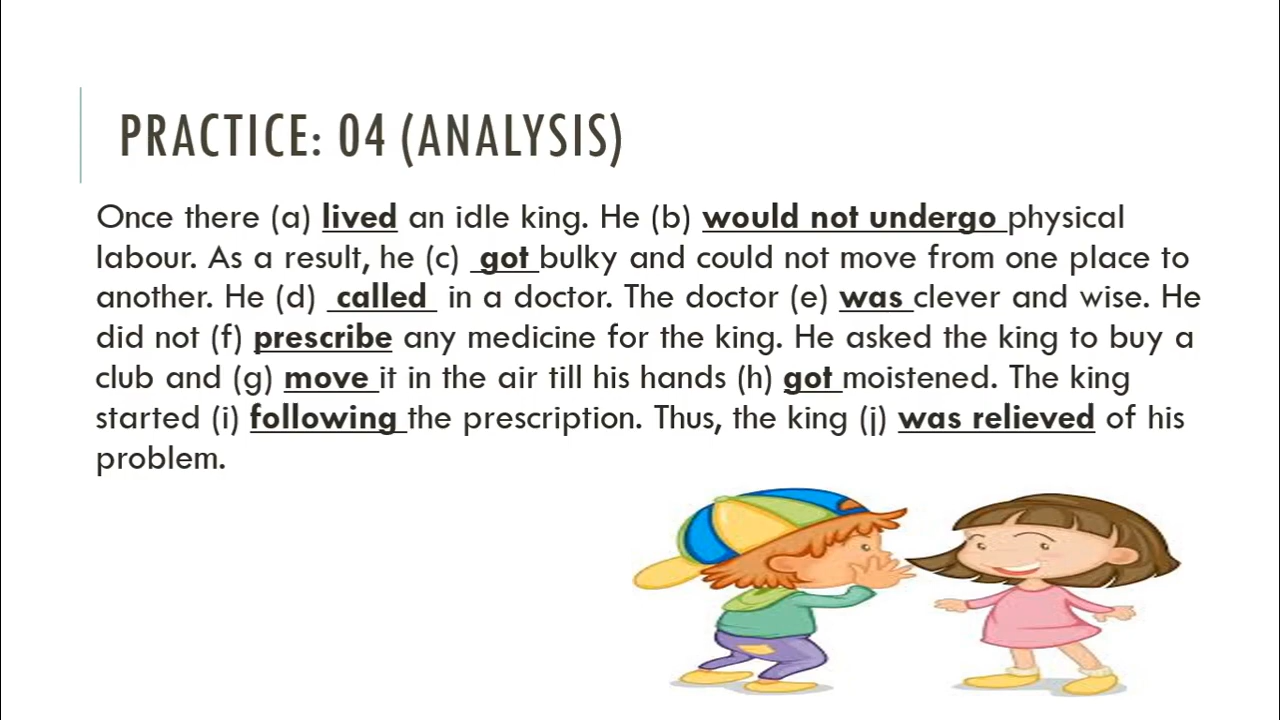 PRACTICE: 04 (ANALYSIS)
Once there (a) lived an idle king. He (b) would not undergo physical
labour. As a result, he (c) got bulky and could not move from one place to
another. He (d) called in a doctor. The doctor (e) was clever and wise. He
did not (f) prescribe any medicine for the king. He asked the king to buy a
club and (g) move it in the air till his hands (h) got moistened. The king
started (i) following the prescription. Thus, the king (j) was relieved of his
problem.